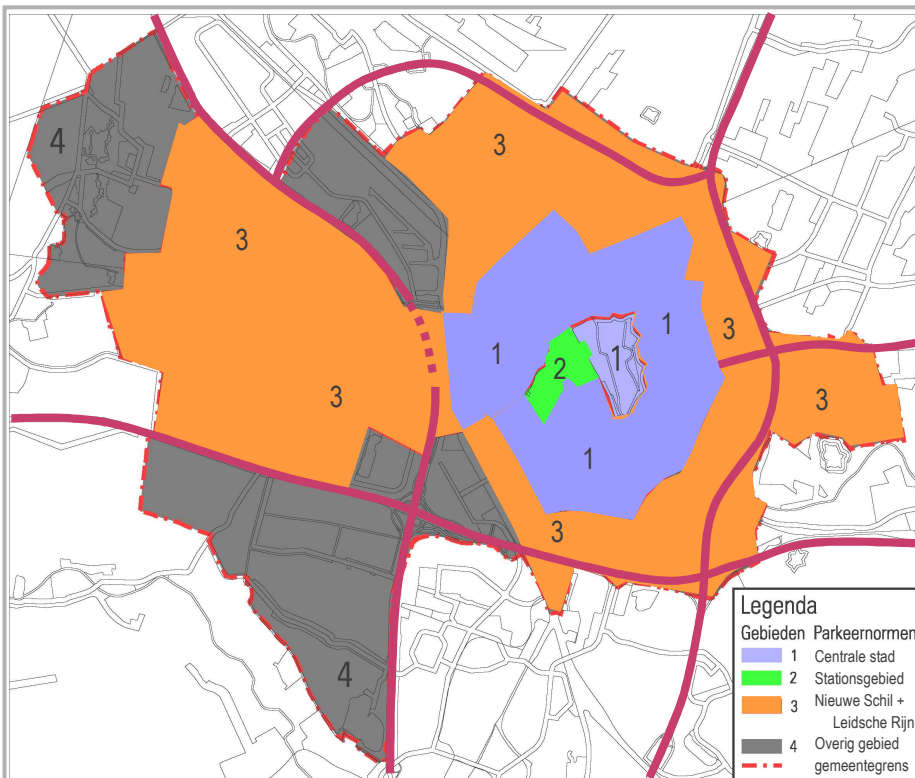 4
3
3
3
1
1
1
2
3
3
3
1
3
4
Legenda
Gebieden Parkeernormen
1 Centrale stad
2 Stationsgebied
3 Nieuwe Schil +
Leidsche Rijn
4 Overig gebied
gemeentegrens